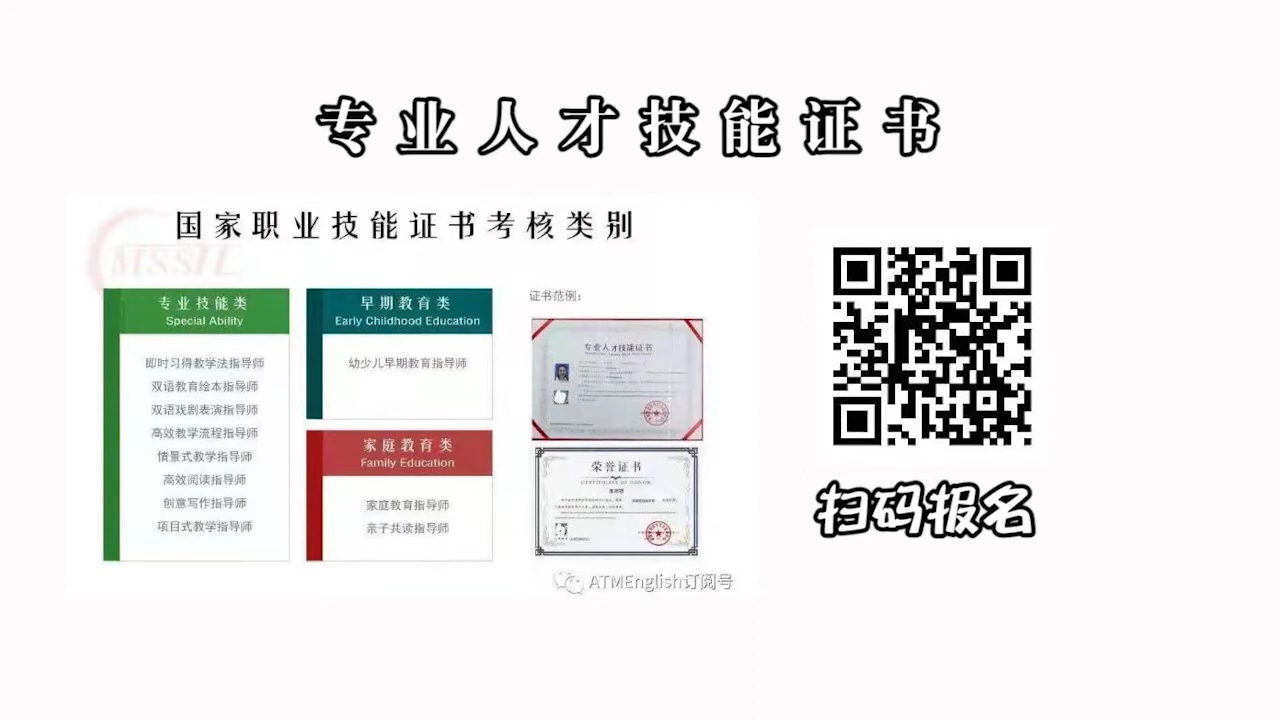 专业人才技能证书
国家职业技能证书考核类别
MSSTL
专业技能类
Special Ability
即时习得教学法指导师
双语教育绘本指导师
双语戏剧表演指导师
高效教学流程指导师
情景式教学指导师
高效阅读指导师
创意写作指导师
项目式教学指导师
早期教育类
Early Childhood Education
幼少儿早期教育指导师
家庭教育类
Family Education
家庭教育指导师
亲子共读指导师
证书范例：
专业人才技能证书
荣誉证书
CERTIFICATE OF HONOR
ATMEnglish订阅号
扫码报名